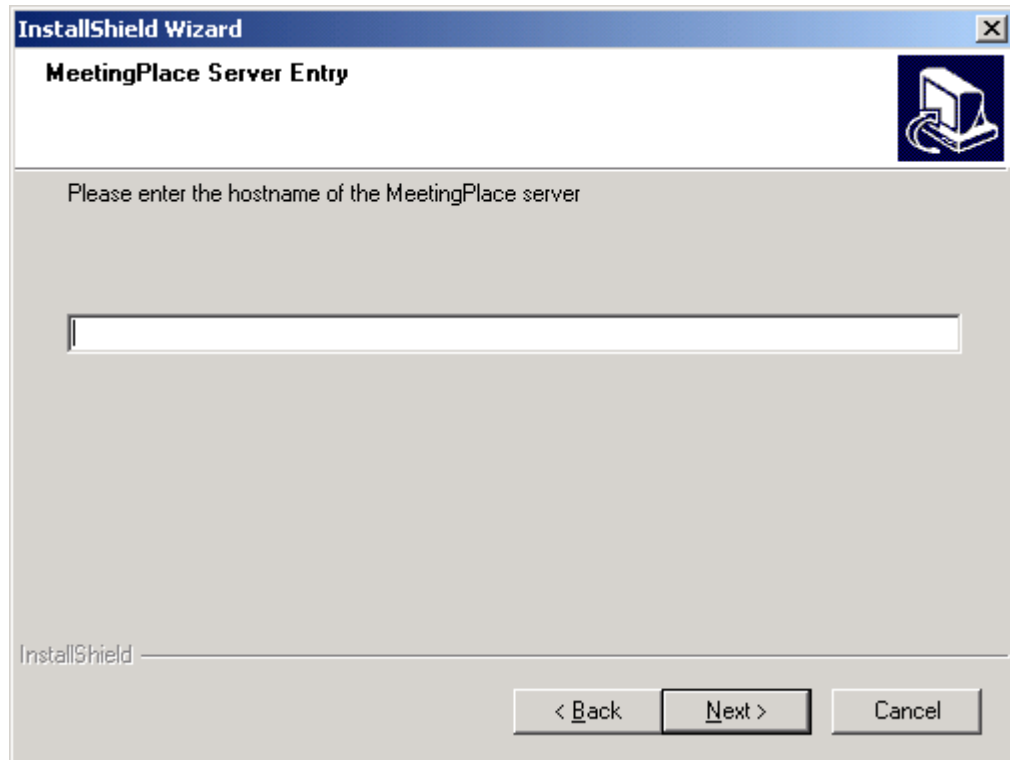 InstallShield Wizard
MeetingPlace Server Entry
Please enter the hostname of the MeetingPlace server
InstallShield
< Back Next > Cancel